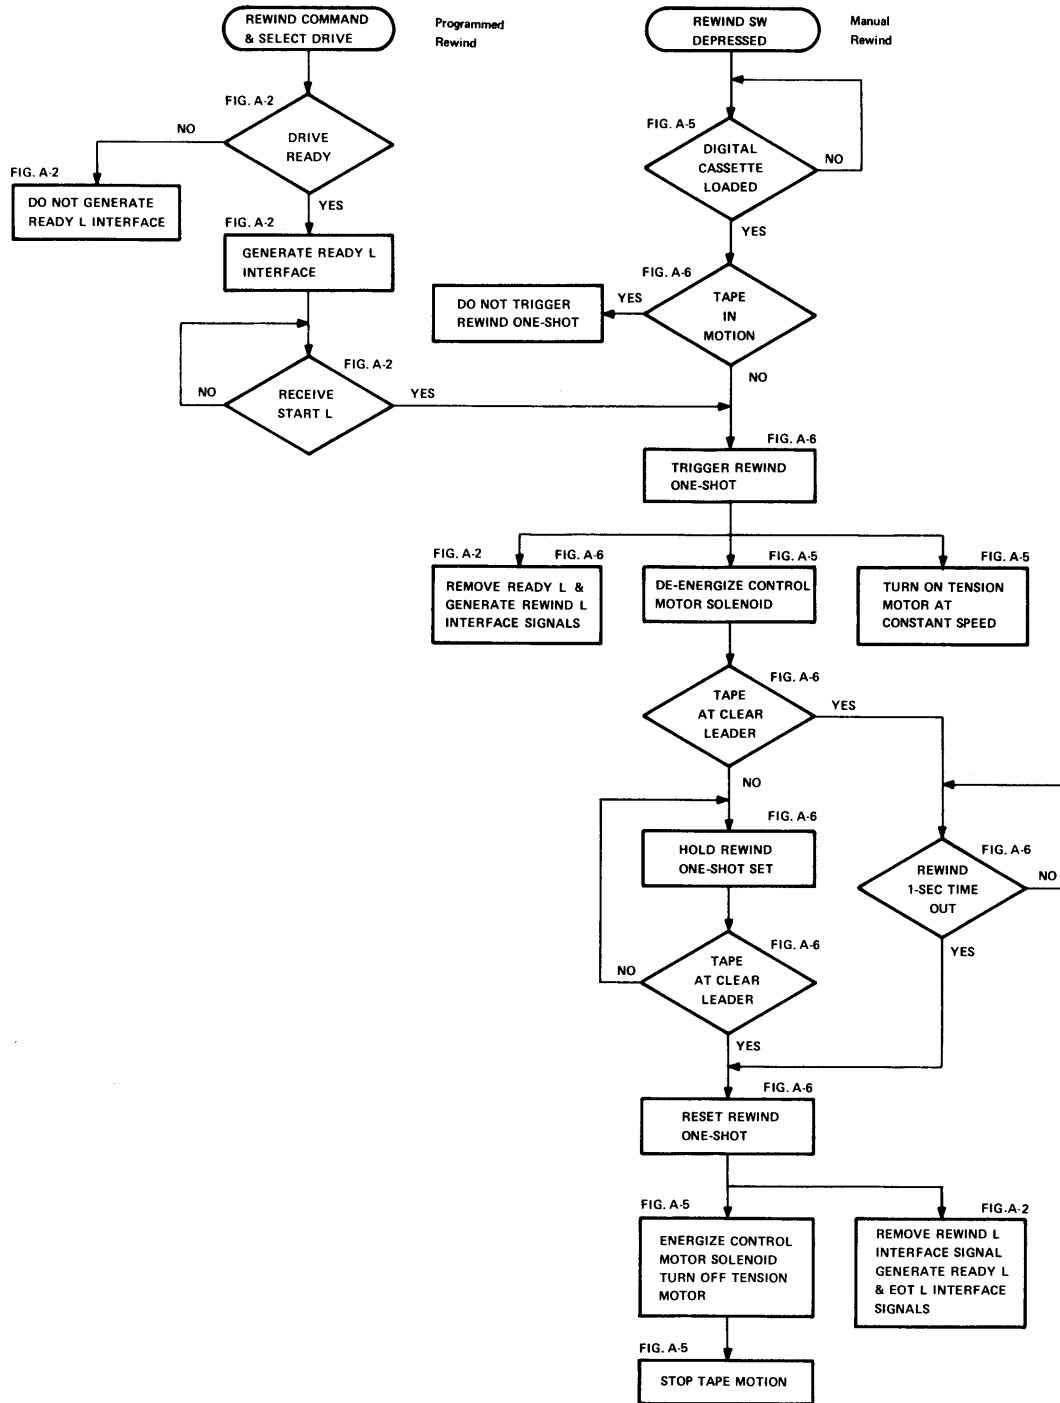 REWIND COMMAND
& SELECT DRIVE
Programmed
Rewind
REWIND SW
DEPRESSED
Manual
Rewind
FIG. A-2
DRIVE
READY
NO
YES
FIG. A-2
DO NOT GENERATE
READY L INTERFACE
FIG. A-2
GENERATE READY L
INTERFACE
FIG. A-2
RECEIVE
START L
NO
YES
FIG. A-5
DIGITAL
CASSETTE
LOADED
NO
YES
FIG. A-6
TAPE
IN
MOTION
YES
NO
DO NOT TRIGGER
REWIND ONE-SHOT
FIG. A-6
TRIGGER REWIND
ONE-SHOT
FIG. A-2
FIG. A-6
REMOVE READY L &
GENERATE REWIND L
INTERFACE SIGNALS
FIG. A-5
DE-ENERGIZE CONTROL
MOTOR SOLENOID
FIG. A-5
TURN ON TENSION
MOTOR AT
CONSTANT SPEED
FIG. A-6
TAPE
AT CLEAR
LEADER
YES
NO
FIG. A-6
HOLD REWIND
ONE-SHOT SET
FIG. A-6
REWIND
1-SEC TIME
OUT
NO
YES
FIG. A-6
TAPE
AT CLEAR
LEADER
NO
YES
FIG. A-6
RESET REWIND
ONE-SHOT
FIG. A-5
ENERGIZE CONTROL
MOTOR SOLENOID
TURN OFF TENSION
MOTOR
FIG.A-2
REMOVE REWIND L
INTERFACE SIGNAL
GENERATE READY L
& EOT L INTERFACE
SIGNALS
FIG. A-5
STOP TAPE MOTION